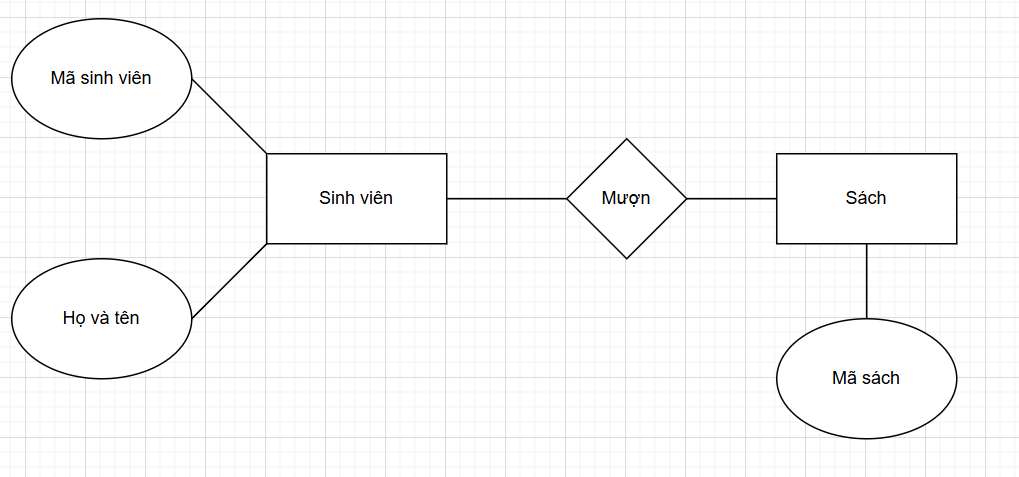 Mã sinh viên
Sinh viên
Mượn
Sách
Họ và tên
Mã sách